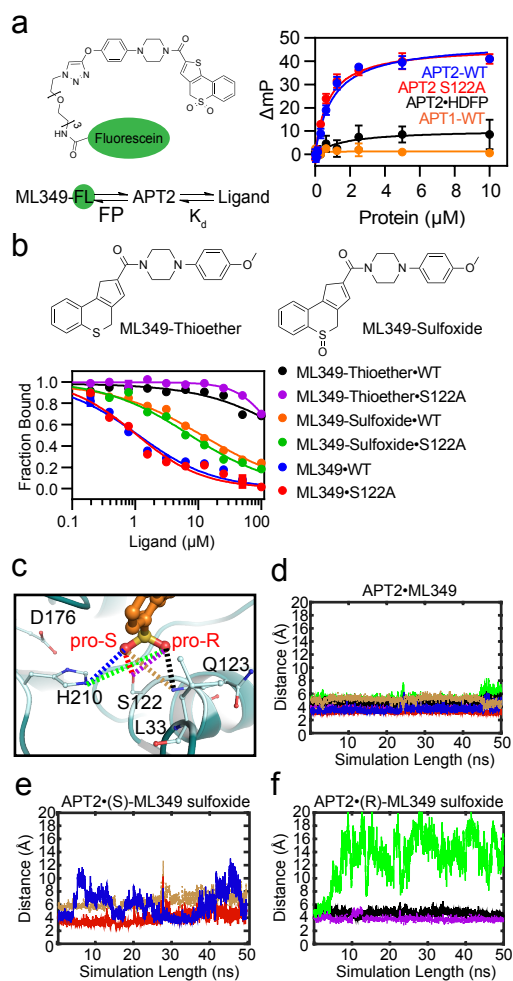 a
O
N
N
O
S
N
N=N
O
3
HN
O
Fluorescein
S
O O
ML349-FL APT2 Ligand
FP Kd
ΔmP
50
40
30
20
10
0
APT2-WT
APT2 S122A
APT2•HDFP
APT1-WT
0 2 4 6 8 10
Protein (µM)
b
O
N
N
O
S
ML349-Thioether
O
N
N
O
S
O
ML349-Sulfoxide
Fraction Bound
1.0
0.8
0.6
0.4
0.2
0.0
0.1 1 10 100
Ligand (µM)
ML349-Thioether•WT
ML349-Thioether•S122A
ML349-Sulfoxide•WT
ML349-Sulfoxide•S122A
ML349•WT
ML349•S122A
c
D176
pro-S
pro-R
Q123
H210
S122
L33
d
APT2•ML349
Distance (Å)
20
18
16
14
12
10
8
6
4
2
0
10 20 30 40 50
Simulation Length (ns)
e
APT2•(S)-ML349 sulfoxide
Distance (Å)
20
18
16
14
12
10
8
6
4
2
0
10 20 30 40 50
Simulation Length (ns)
f
APT2•(R)-ML349 sulfoxide
Distance (Å)
20
18
16
14
12
10
8
6
4
2
0
10 20 30 40 50
Simulation Length (ns)